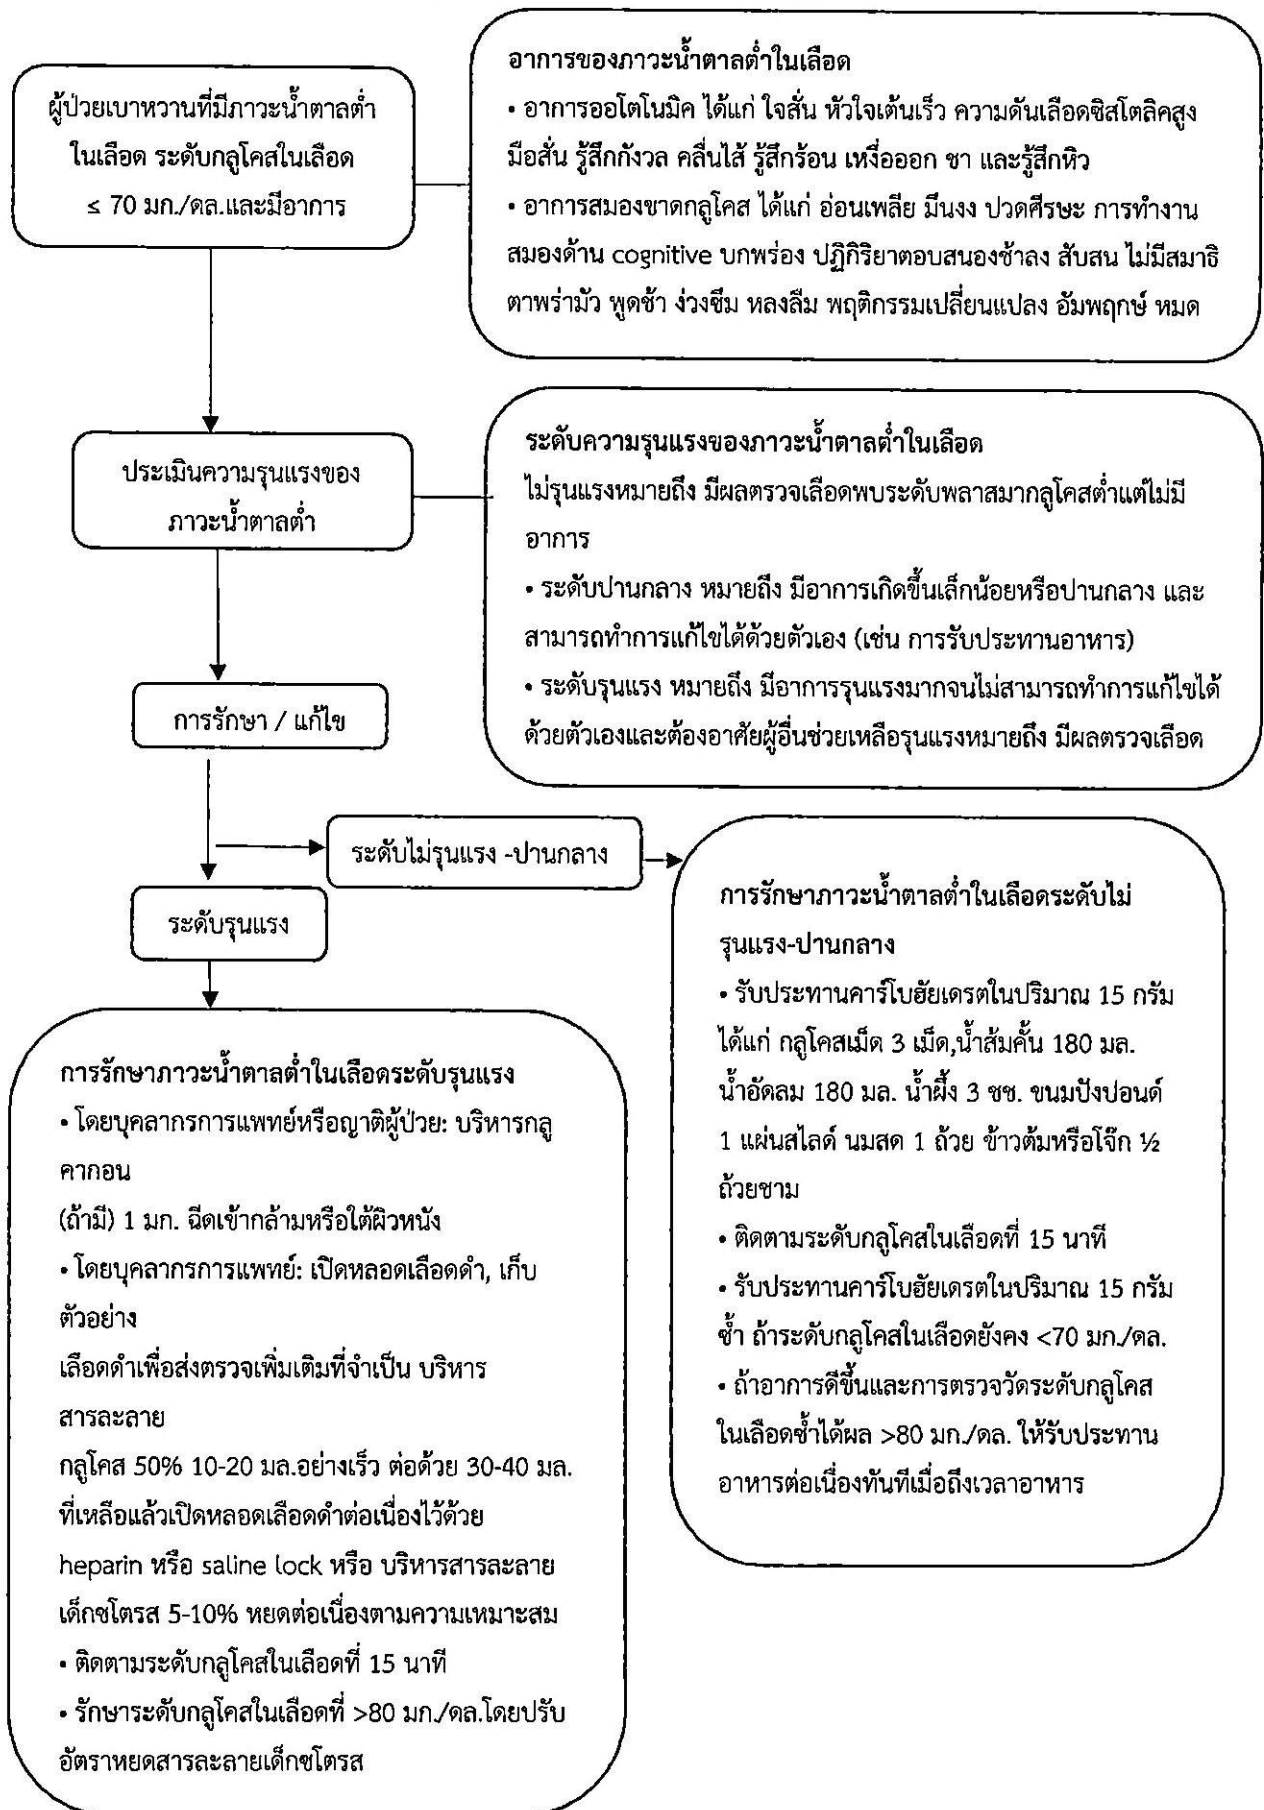 ผู้ป่วยเบาหวานที่มีภาวะน้ำตาลต่ำ
ในเลือด ระดับกลูโคสในเลือด
≤ 70 มก./ดล.และมีอาการ
อาการของภาวะน้ำตาลต่ำในเลือด
• อาการออโตโนมิค ได้แก่ ใจสั่น หัวใจเต้นเร็ว ความดันเลือดซิสโตลิคสูง
มือสั่น รู้สึกกังวล คลื่นไส้ รู้สึกร้อน เหงื่อออก ชา และรู้สึกหิว
• อาการสมองขาดกลูโคส ได้แก่ อ่อนเพลีย มึนงง ปวดศีรษะ การทำงาน
สมองด้าน cognitive บกพร่อง ปฏิกิริยาตอบสนองช้าลง สับสน ไม่มีสมาธิ
ตาพร่ามัว พูดช้า ง่วงซึม หลงลืม พฤติกรรมเปลี่ยนแปลง อัมพฤกษ์ หมด
ประเมินความรุนแรงของ
ภาวะน้ำตาลต่ำ
ระดับความรุนแรงของภาวะน้ำตาลต่ำในเลือด
ไม่รุนแรงหมายถึง มีผลตรวจเลือดพบระดับพลาสมากลูโคสต่ำแต่ไม่มี
อาการ
• ระดับปานกลาง หมายถึง มีอาการเกิดขึ้นเล็กน้อยหรือปานกลาง และ
สามารถทำการแก้ไขได้ด้วยตัวเอง (เช่น การรับประทานอาหาร)
• ระดับรุนแรง หมายถึง มีอาการรุนแรงมากจนไม่สามารถทำการแก้ไขได้
ด้วยตัวเองและต้องอาศัยผู้อื่นช่วยเหลือรุนแรงหมายถึง มีผลตรวจเลือด
การรักษา / แก้ไข
ระดับไม่รุนแรง -ปานกลาง
ระดับรุนแรง
การรักษาภาวะน้ำตาลต่ำในเลือดระดับไม่
รุนแรง-ปานกลาง
• รับประทานคาร์โบฮัยเดรตในปริมาณ 15 กรัม
ได้แก่ กลูโคสเม็ด 3 เม็ด,น้ำส้มคั้น 180 มล.
น้ำอัดลม 180 มล. น้ำผึ้ง 3 ชช. ขนมปังปอนด์
1 แผ่นสไลด์ นมสด 1 ถ้วย ข้าวต้มหรือโจ๊ก ½
ถ้วยชาม
• ติดตามระดับกลูโคสในเลือดที่ 15 นาที
• รับประทานคาร์โบฮัยเดรตในปริมาณ 15 กรัม
ซ้ำ ถ้าระดับกลูโคสในเลือดยังคง <70 มก./ดล.
• ถ้าอาการดีขึ้นและการตรวจวัดระดับกลูโคส
ในเลือดซ้ำได้ผล >80 มก./ดล. ให้รับประทาน
อาหารต่อเนื่องทันทีเมื่อถึงเวลาอาหาร
การรักษาภาวะน้ำตาลต่ำในเลือดระดับรุนแรง
• โดยบุคลากรการแพทย์หรือญาติผู้ป่วย: บริหารกลู
คากอน
(ถ้ามี) 1 มก. ฉีดเข้ากล้ามหรือใต้ผิวหนัง
• โดยบุคลากรการแพทย์: เปิดหลอดเลือดดำ, เก็บ
ตัวอย่าง
เลือดดำเพื่อส่งตรวจเพิ่มเติมที่จำเป็น บริหาร
สารละลาย
กลูโคส 50% 10-20 มล.อย่างเร็ว ต่อด้วย 30-40 มล.
ที่เหลือแล้วเปิดหลอดเลือดดำต่อเนื่องไว้ด้วย
heparin หรือ saline lock หรือ บริหารสารละลาย
เด็กซโตรส 5-10% หยดต่อเนื่องตามความเหมาะสม
• ติดตามระดับกลูโคสในเลือดที่ 15 นาที
• รักษาระดับกลูโคสในเลือดที่ >80 มก./ดล.โดยปรับ
อัตราหยดสารละลายเด็กซโตรส